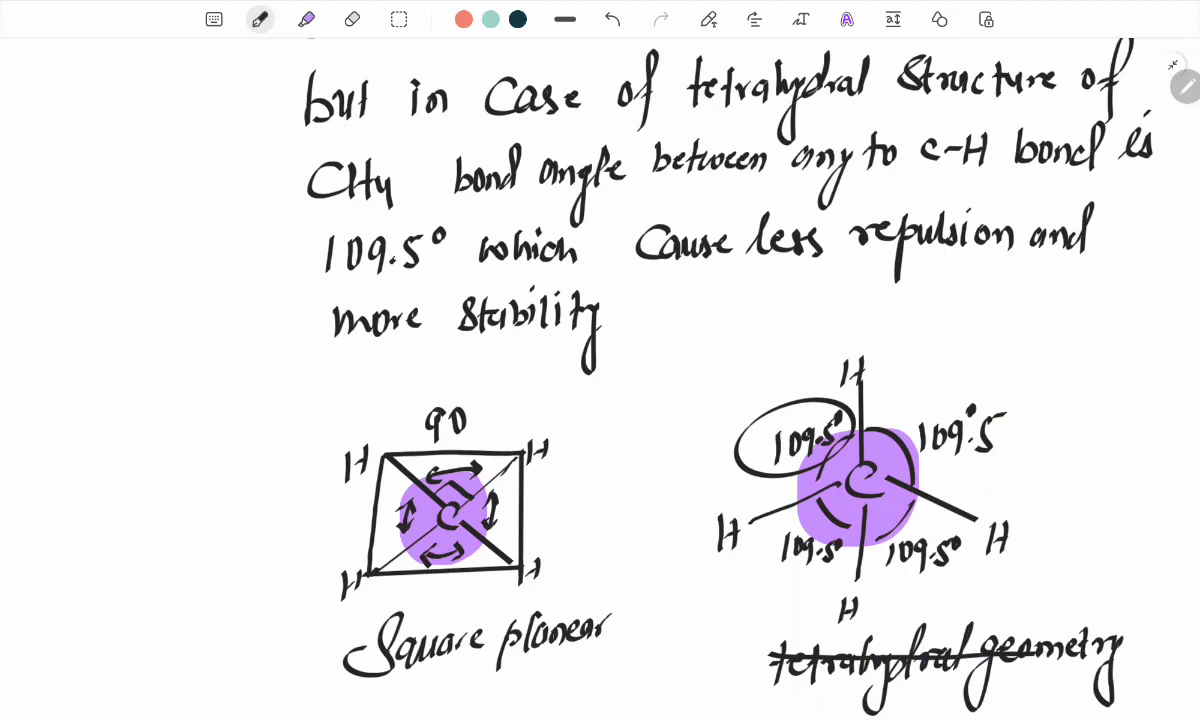 but in case of tetrahydral structure of
CH4 bond angle between any to C-H bond is
109.5° which cause less repulsion and
more stability
90
H H
C
H H
Square planear
H
109.5° 109.5
C
H H
109.5° 109.5°
H
tetrahydral geometry